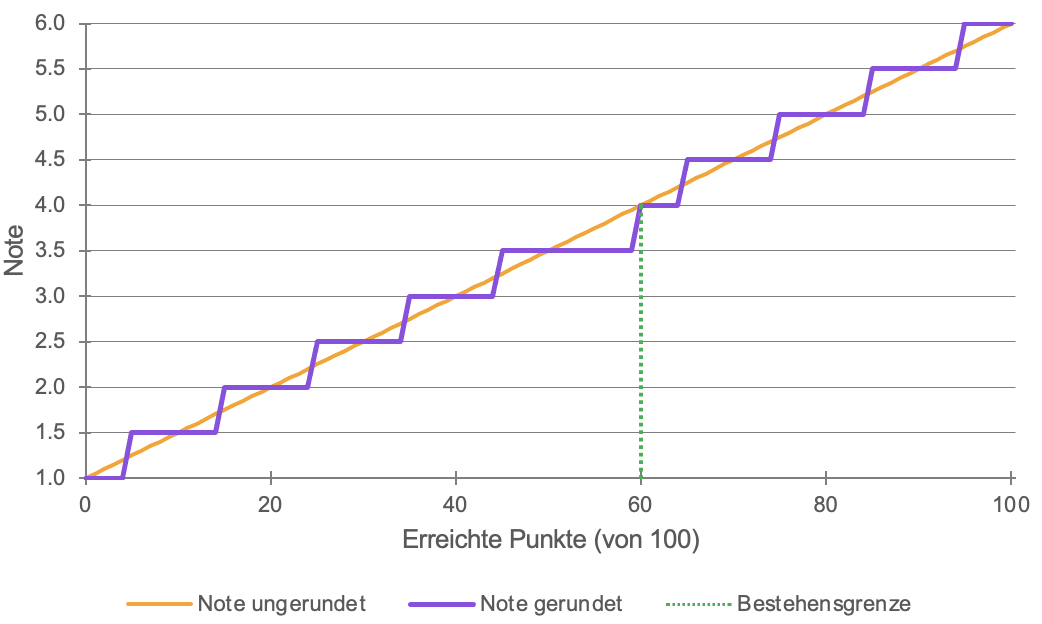 6.0
5.5
5.0
4.5
4.0
3.5
3.0
2.5
2.0
1.5
1.0
Note
0 20 40 60 80 100
Erreichte Punkte (von 100)
Note ungerundet Note gerundet Bestehensgrenze